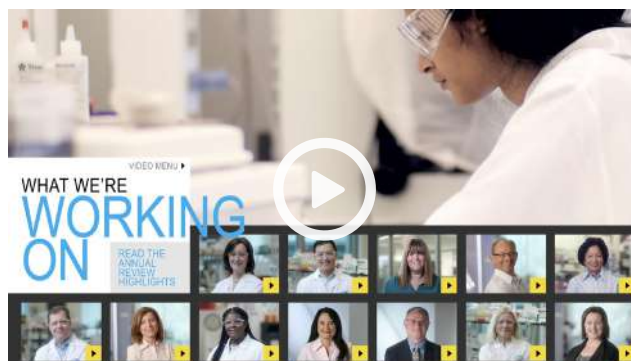 VIDEO MENU
WHAT WE'RE
WORKING
ON
READ THE
ANNUAL
REVIEW
HIGHLIGHTS